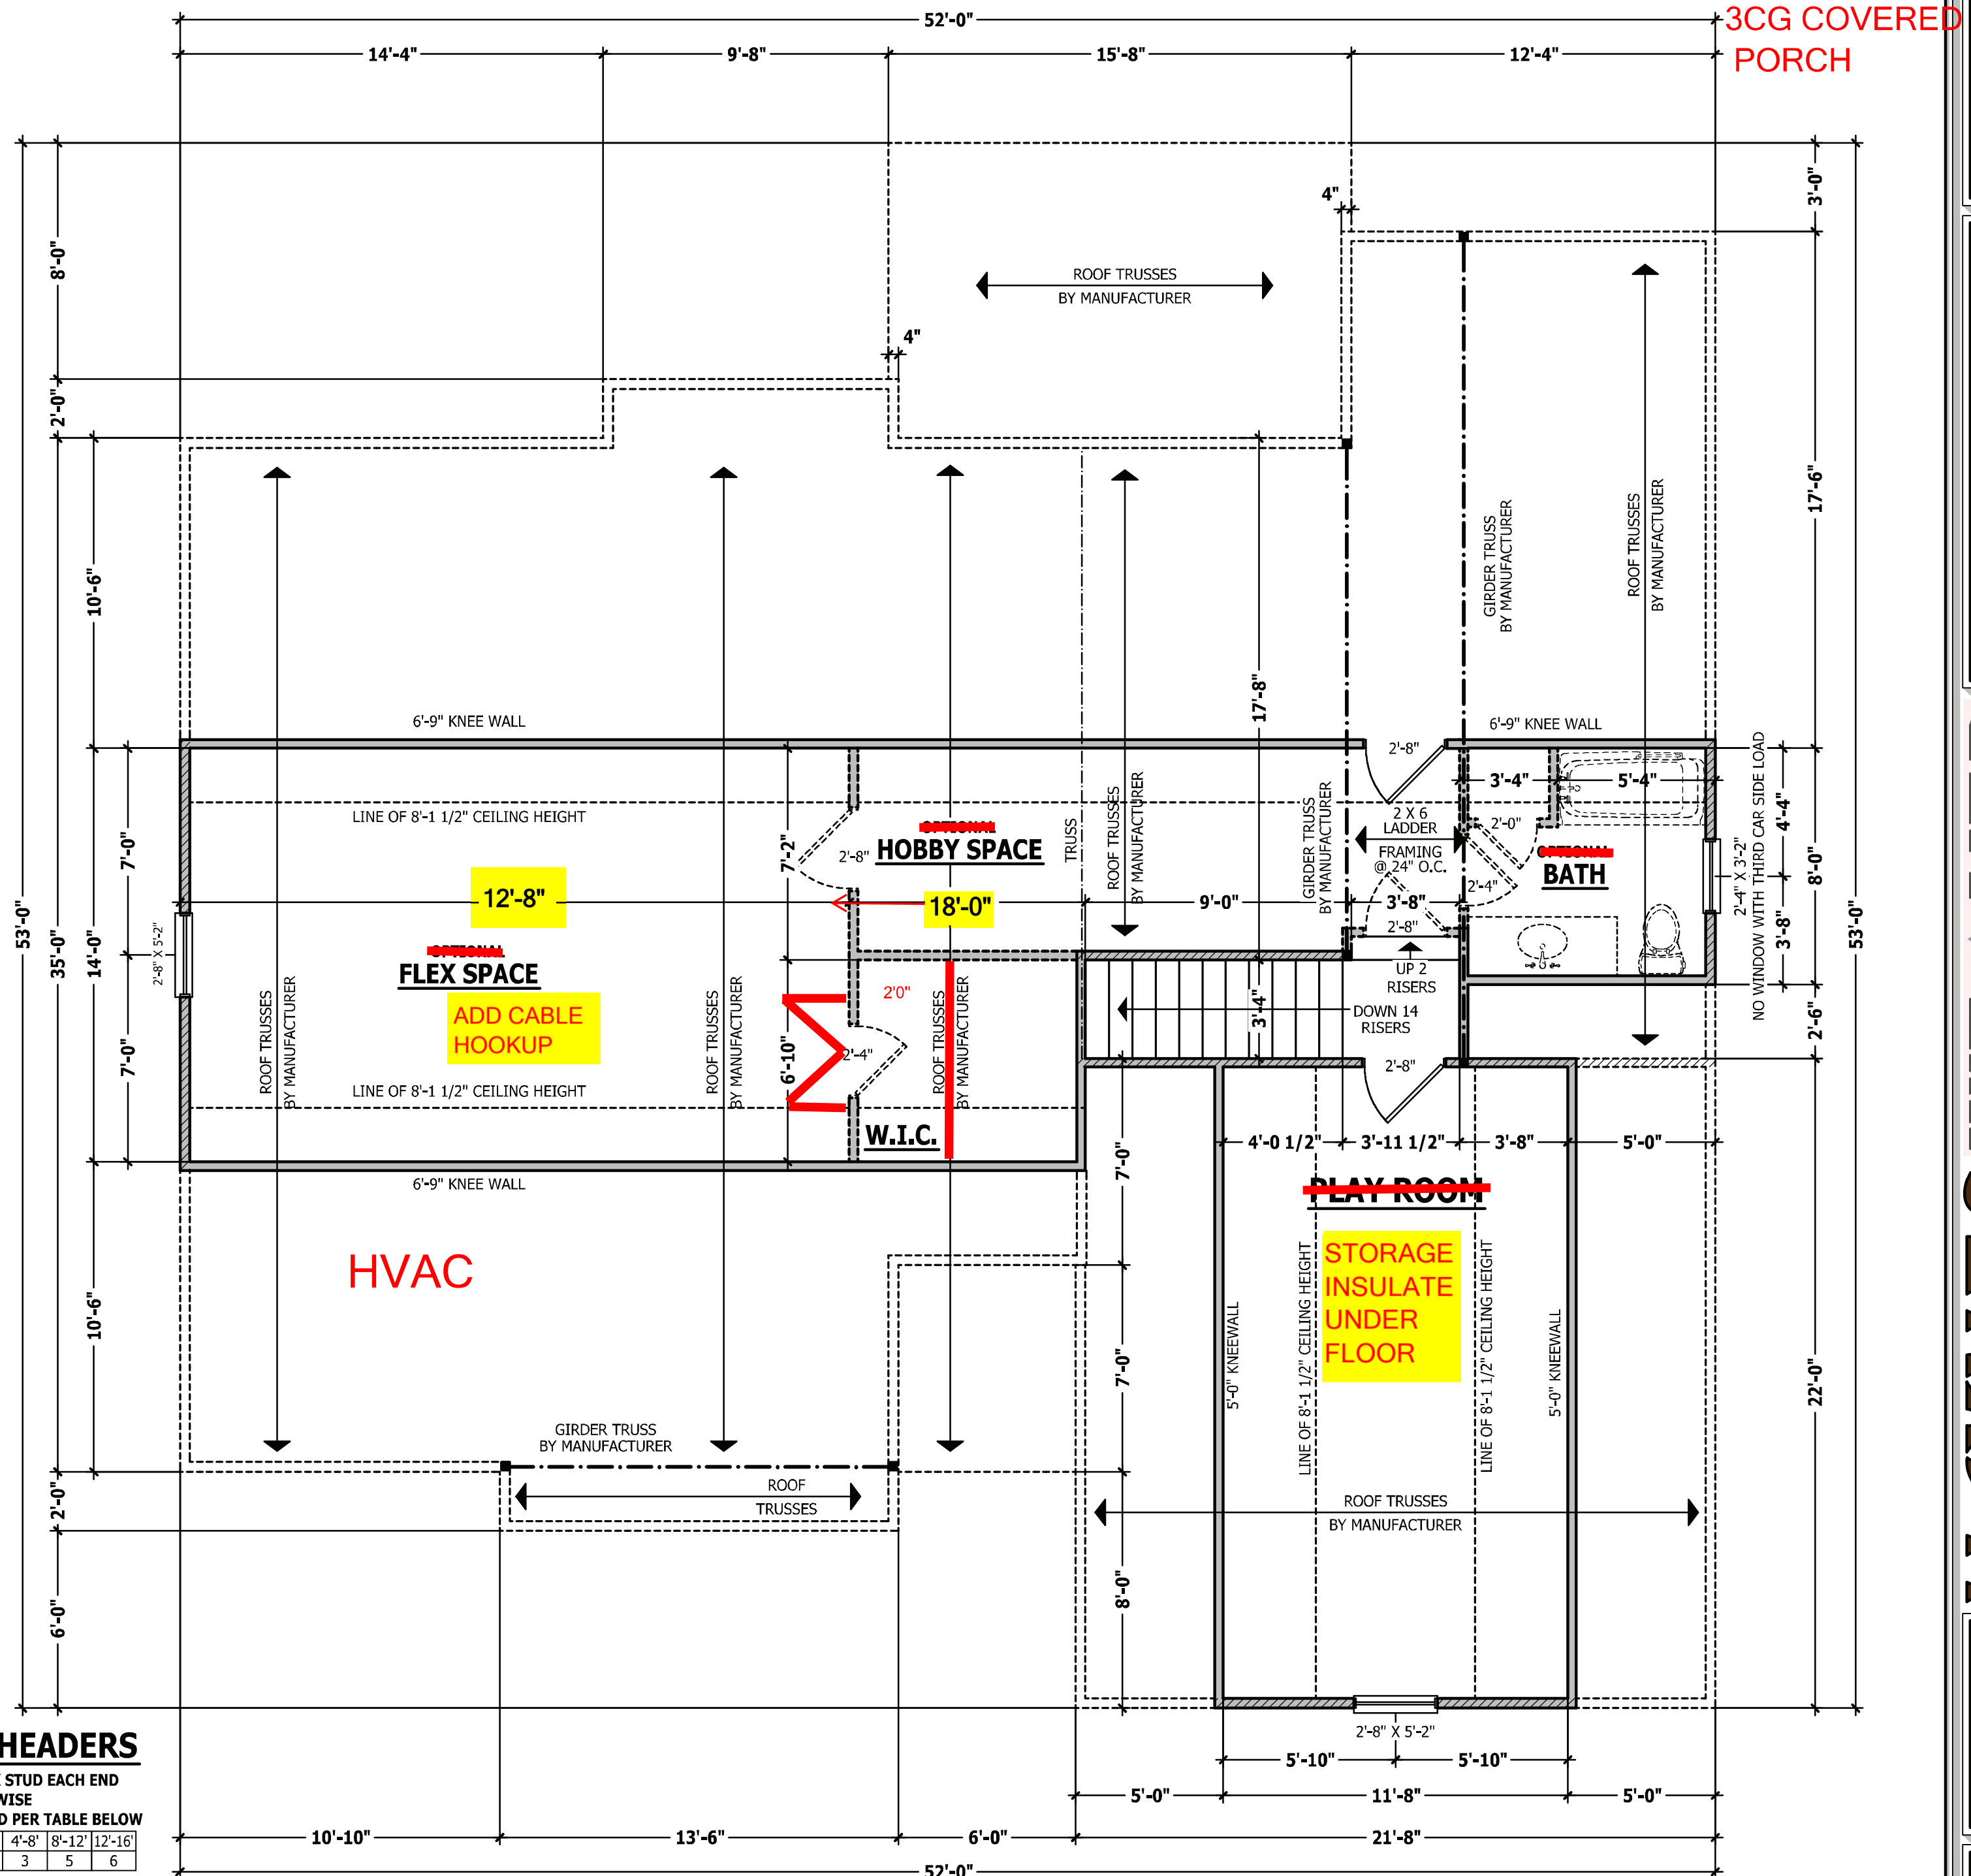 52'-0"
3CG COVERED
PORCH
14'-4"
9'-8"
15'-8"
12'-4"
3'-0"
4"
8'-0"
ROOF TRUSSES
BY MANUFACTURER
4"
2'-0"
17'-6"
GIRDER TRUSS
BY MANUFACTURER
ROOF TRUSSES
BY MANUFACTURER
10'-6"
17'-8"
6'-9" KNEE WALL
6'-9" KNEE WALL
2'-8"
3'-4"
5'-4"
LINE OF 8'-1 1/2" CEILING HEIGHT
2 X 6
LADDER
FRAMING
@ 24" O.C.
2'-0"
OPTIONAL
HOBBY SPACE
2'-8"
7'-2"
TRUSS
ROOF TRUSSES
BY MANUFACTURER
GIRDER TRUSS
BY MANUFACTURER
OPTIONAL
BATH
2'-4"
2'-4" X 3'-2"
NO WINDOW WITH THIRD CAR SIDE LOAD
4'-4"
8'-0"
3'-8"
7'-0"
12'-8"
18'-0"
9'-0"
3'-8"
2'-8"
53'-0"
35'-0"
14'-0"
53'-0"
2'-8" X 5'-2"
OPTIONAL
FLEX SPACE
UP 2
RISERS
2'0"
DOWN 14
RISERS
3'-4"
ADD CABLE
HOOKUP
2'-6"
7'-0"
ROOF TRUSSES
BY MANUFACTURER
ROOF TRUSSES
BY MANUFACTURER
6'-10"
2'-4"
ROOF TRUSSES
BY MANUFACTURER
2'-8"
LINE OF 8'-1 1/2" CEILING HEIGHT
W.I.C.
4'-0 1/2"
3'-11 1/2"
3'-8"
5'-0"
7'-0"
6'-9" KNEE WALL
PLAY ROOM
HVAC
STORAGE
INSULATE
UNDER
FLOOR
LINE OF 8'-1 1/2" CEILING HEIGHT
LINE OF 8'-1 1/2" CEILING HEIGHT
5'-0" KNEEWALL
5'-0" KNEEWALL
10'-6"
7'-0"
22'-0"
GIRDER TRUSS
BY MANUFACTURER
ROOF
TRUSSES
2'-0"
ROOF TRUSSES
BY MANUFACTURER
8'-0"
6'-0"
2'-8" X 5'-2"
HEADERS
STUD EACH END
WISE
D PER TABLE BELOW
4'-8' 8'-12' 12'-16'
3 5 6
5'-10"
5'-10"
5'-0"
11'-8"
5'-0"
10'-10"
13'-6"
6'-0"
21'-8"
52'-0"